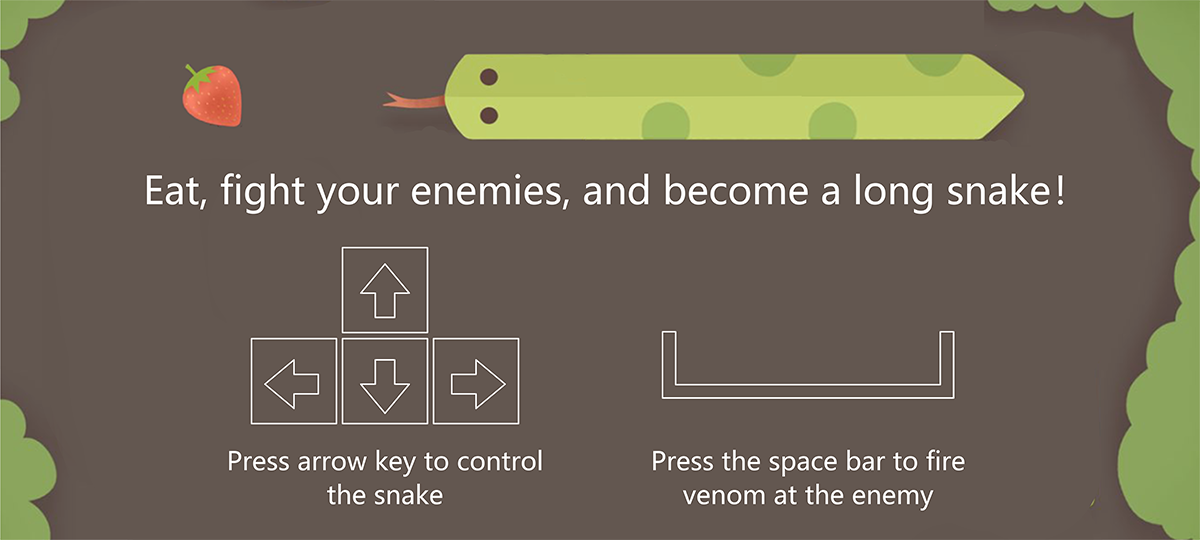 Eat, fight your enemies, and become a long snake!
Press arrow key to control
the snake
Press the space bar to fire
venom at the enemy